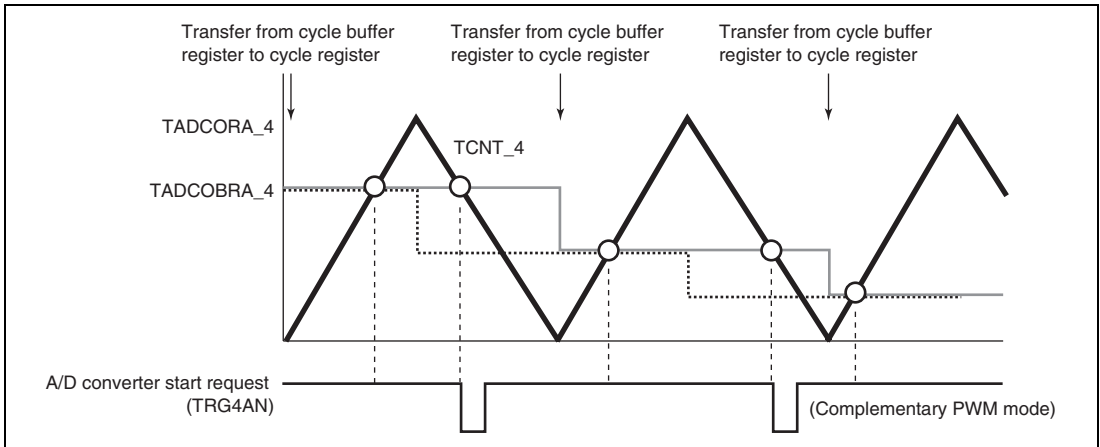 Transfer from cycle buffer
register to cycle register
Transfer from cycle buffer
register to cycle register
Transfer from cycle buffer
register to cycle register
TADCORA_4
TCNT_4
TADCOBRA_4
A/D converter start request
(TRG4AN)
(Complementary PWM mode)